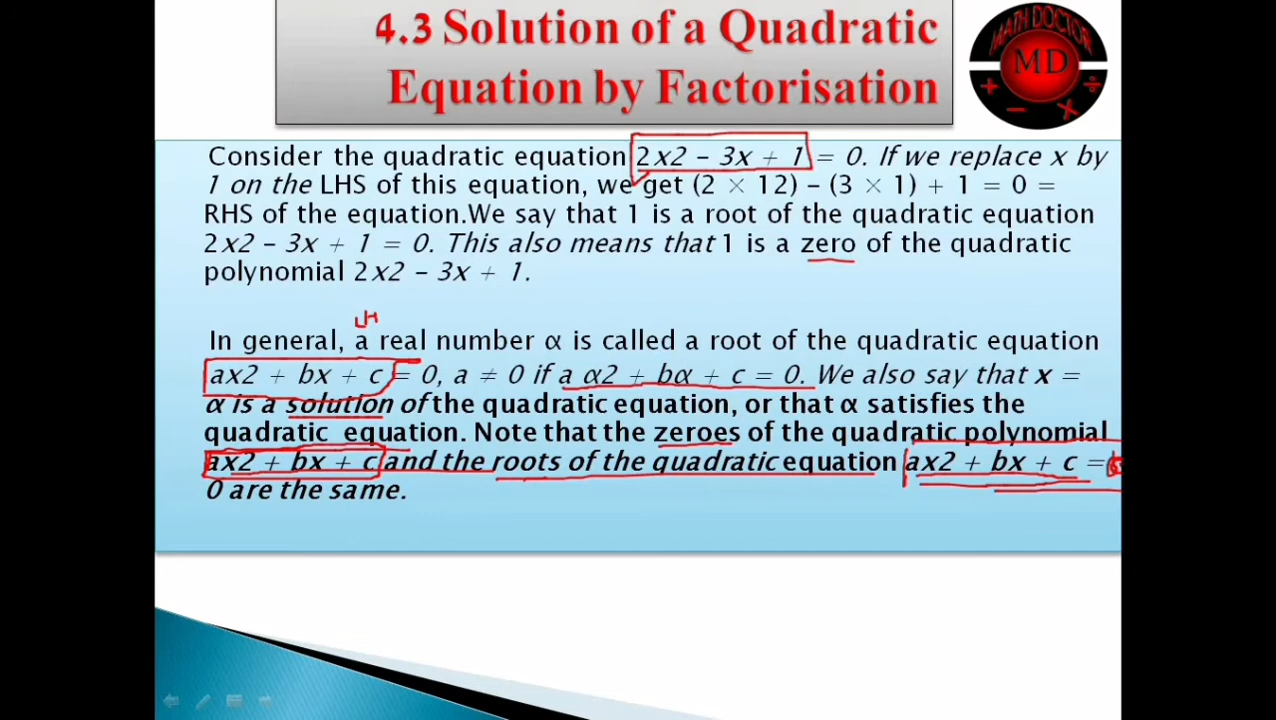 4.3 Solution of a Quadratic
Equation by Factorisation
MATH DOCTOR
MD
Consider the quadratic equation 2x2 – 3x + 1 = 0. If we replace x by
1 on the LHS of this equation, we get (2 × 12) – (3 × 1) + 1 = 0 =
RHS of the equation.We say that 1 is a root of the quadratic equation
2x2 – 3x + 1 = 0. This also means that 1 is a zero of the quadratic
polynomial 2x2 – 3x + 1.
In general, a real number α is called a root of the quadratic equation
ax2 + bx + c = 0, a ≠ 0 if a α2 + bα + c = 0. We also say that x =
α is a solution of the quadratic equation, or that α satisfies the
quadratic equation. Note that the zeroes of the quadratic polynomial
ax2 + bx + c and the roots of the quadratic equation ax2 + bx + c =
0 are the same.